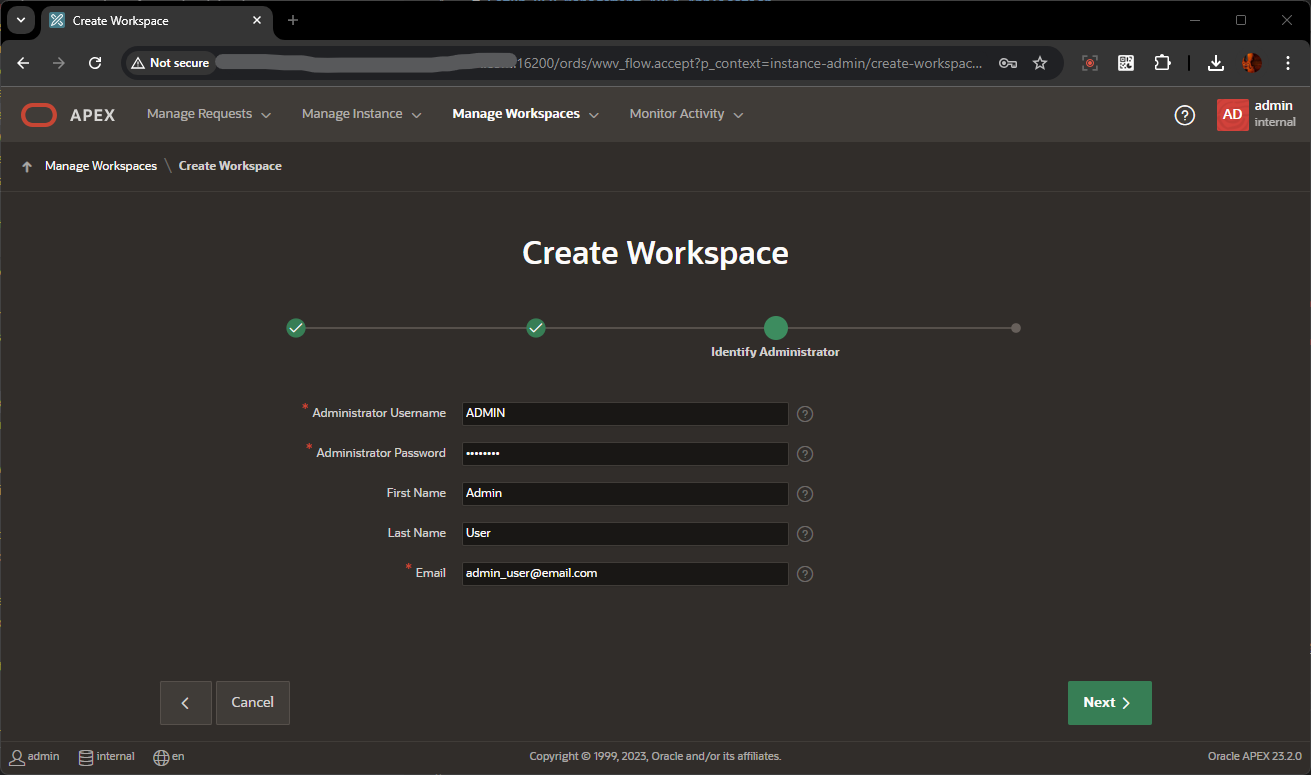 Create Workspace
Not secure
16200/ords/wwv_flow.accept?p_context=instance-admin/create-workspac...
APEX
Manage Requests
Manage Instance
Manage Workspaces
Monitor Activity
?
AD
admin
internal
Manage Workspaces \ Create Workspace
Create Workspace
Identify Administrator
* Administrator Username ADMIN ?
* Administrator Password •••••••• ?
First Name Admin ?
Last Name User ?
* Email admin_user@email.com ?
Cancel
Next
admin
internal
en
Copyright © 1999, 2023, Oracle and/or its affiliates.
Oracle APEX 23.2.0